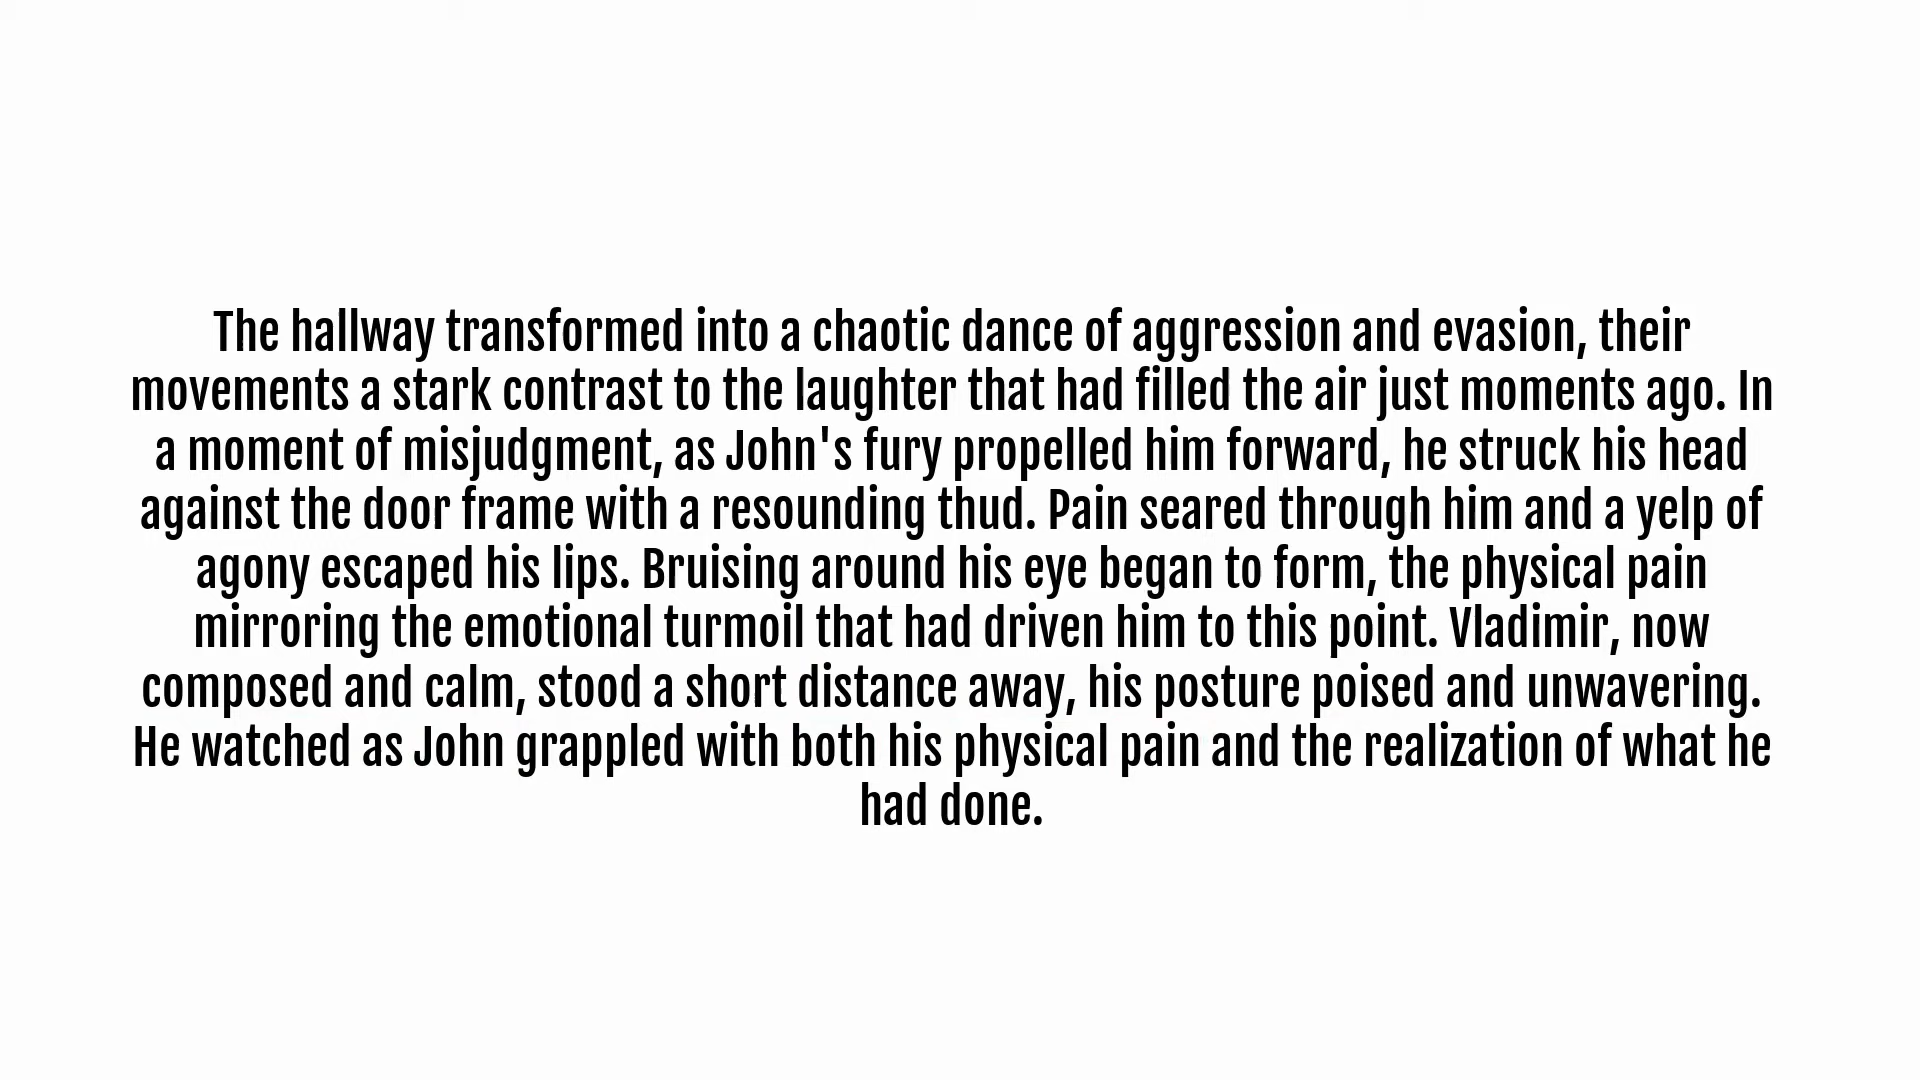 The hallway transformed into a chaotic dance of aggression and evasion, their
movements a stark contrast to the laughter that had filled the air just moments ago. In
a moment of misjudgment, as John's fury propelled him forward, he struck his head
against the door frame with a resounding thud. Pain seared through him and a yelp of
agony escaped his lips. Bruising around his eye began to form, the physical pain
mirroring the emotional turmoil that had driven him to this point. Vladimir, now
composed and calm, stood a short distance away, his posture poised and unwavering.
He watched as John grappled with both his physical pain and the realization of what he
had done.